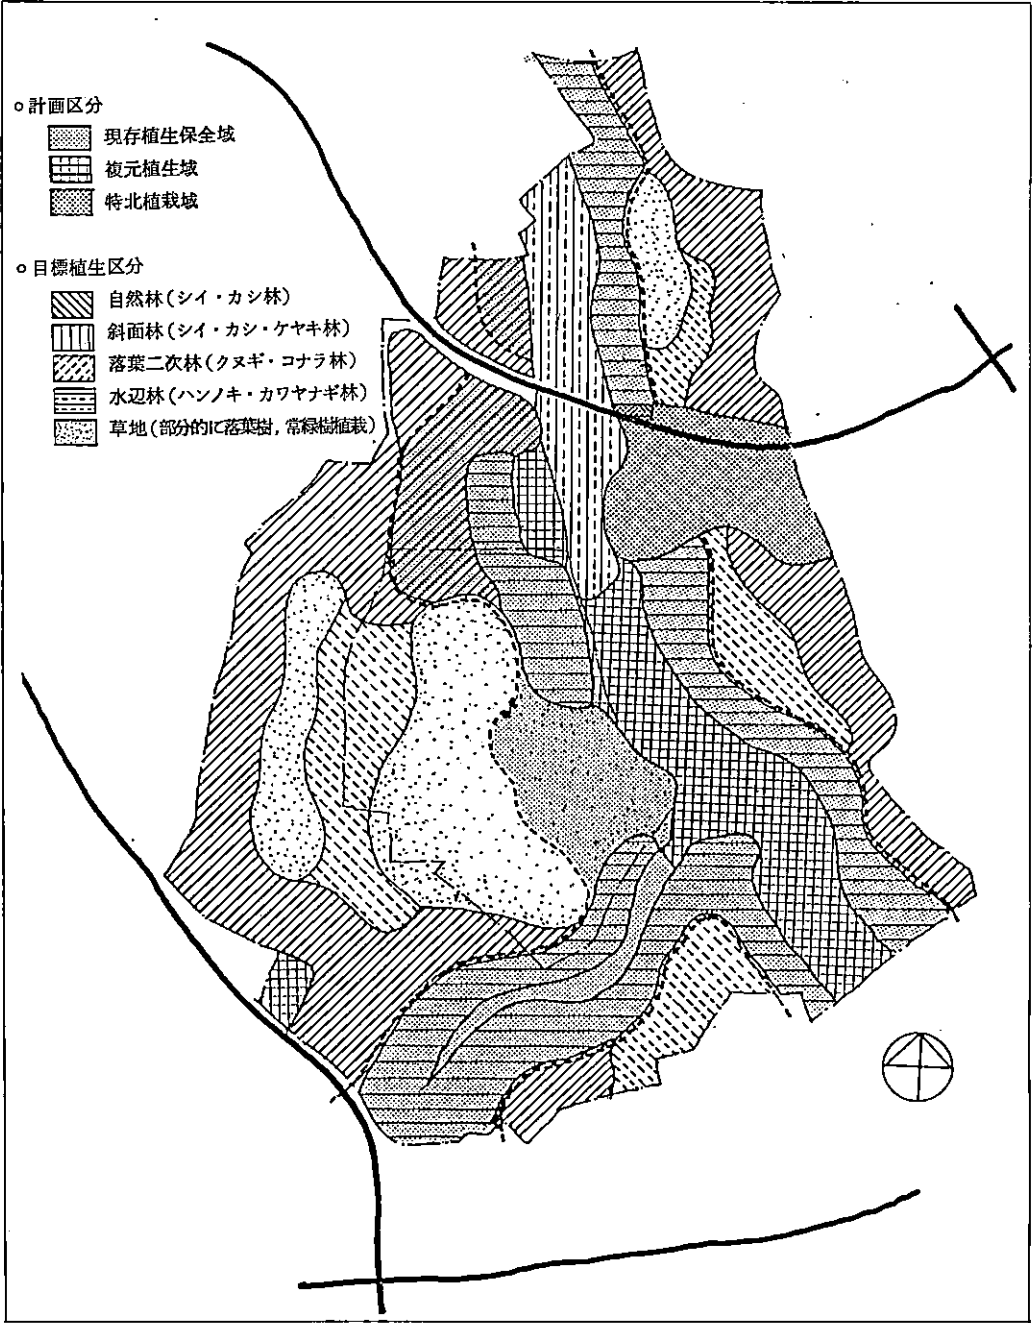 ○計画区分
現存植生保全域
複元植生域
特北植栽域
○目標植生区分
自然林(シイ・カシ林)
斜面林(シイ・カシ・ケヤキ林)
落葉二次林(クヌギ・コナラ林)
水辺林(ハンノキ・カワヤナギ林)
草地(部分的に落葉樹,常緑樹植栽)